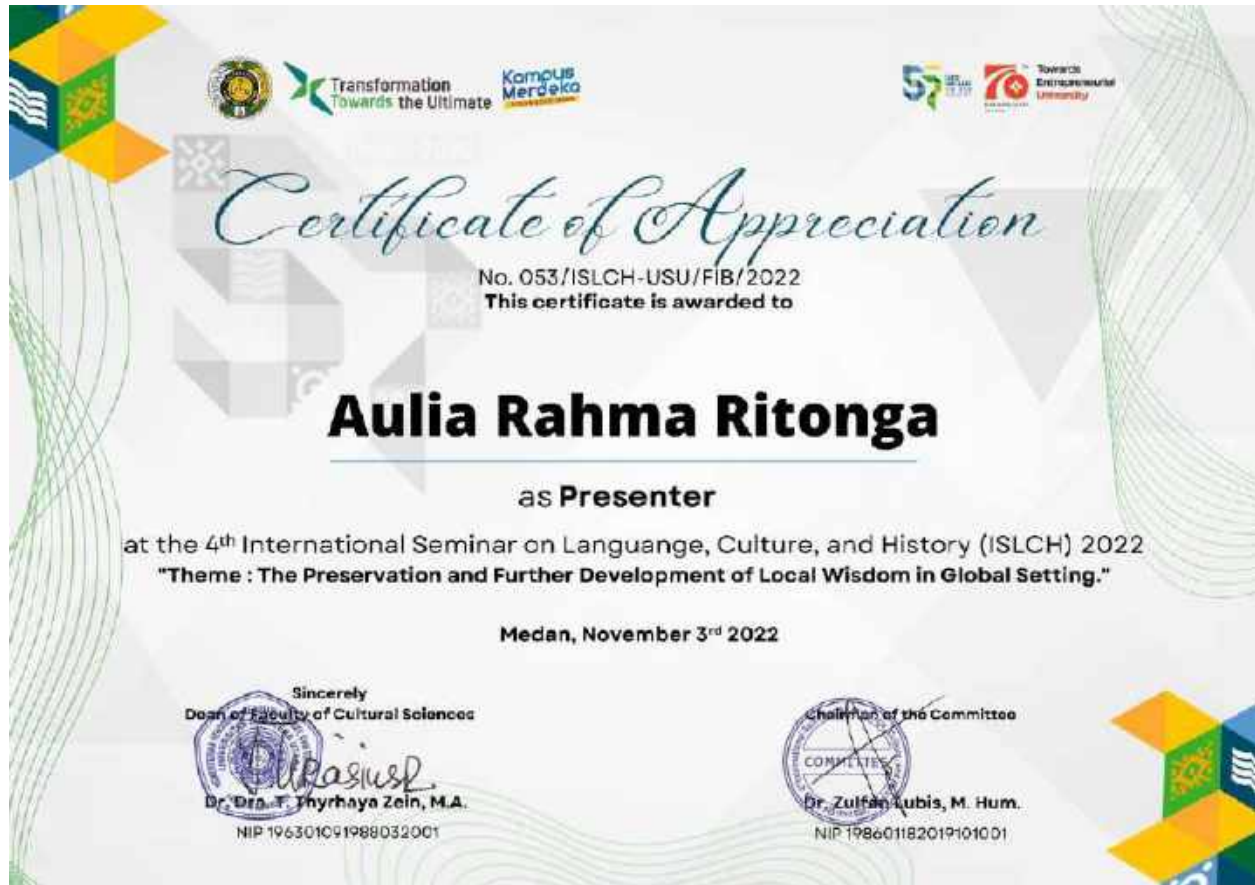 Transformation
Towards the Ultimate
Kampus
Merdeka
Towards
Entrepreneurial
University
Certificate of Appreciation
No. 053/ISLCH-USU/FIB/2022
This certificate is awarded to
Aulia Rahma Ritonga
as Presenter
at the 4th International Seminar on Languange, Culture, and History (ISLCH) 2022
"Theme : The Preservation and Further Development of Local Wisdom in Global Setting."
Medan, November 3rd 2022
Sincerely
Dean of Faculty of Cultural Sciences
Dr. Dra. T. Thyrhaya Zein, M.A.
NIP 196301091988032001
Chairman of the Committee
COMMITTEE
Dr. Zulfan Lubis, M. Hum.
NIP 198601182019101001